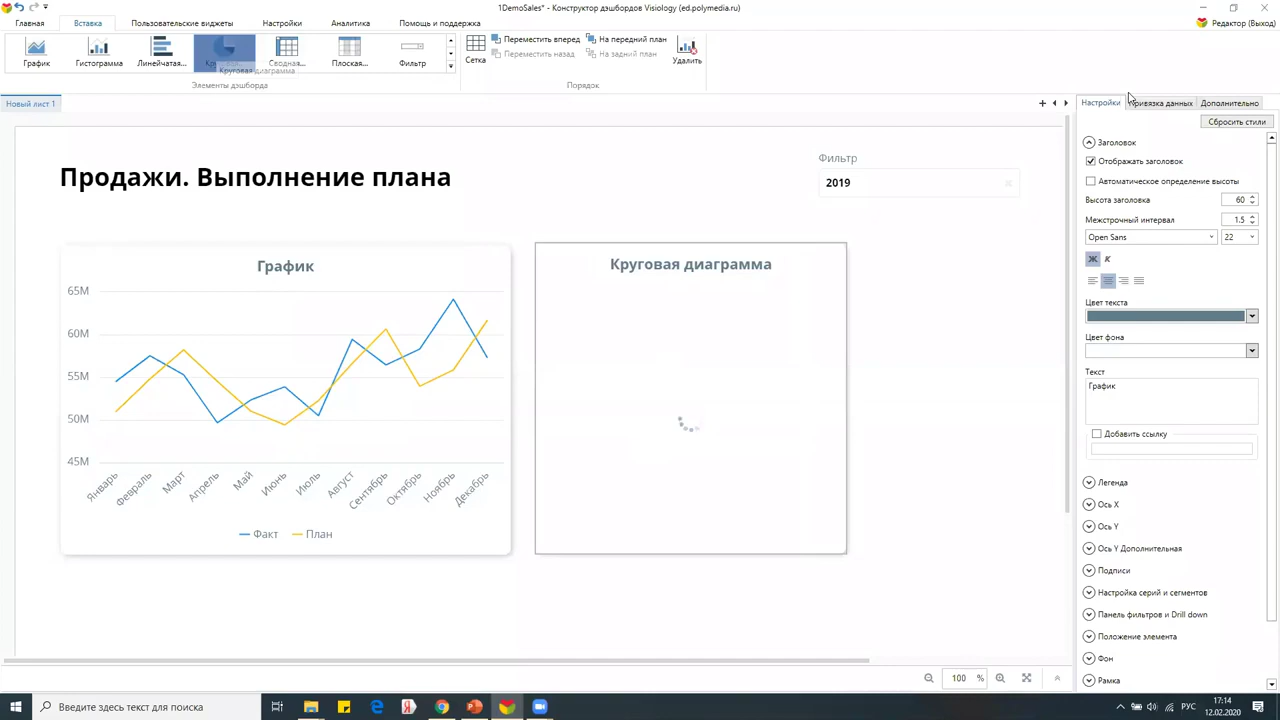 1DemoSales* - Конструктор дэшбордов Visiology (ed.polymedia.ru)
Главная Вставка Пользовательские виджеты Настройки Аналитика Помощь и поддержка Редактор (Выход)
График Гистограмма Линейчатая... Сводная... Плоская... Фильтр Сетка Переместить вперед На передний план Удалить
Переместить назад На задний план
Круговая диаграмма
Элементы дэшборда Порядок
Новый лист 1
Настройки Привязка данных Дополнительно
Сбросить стили
Продажи. Выполнение плана
Фильтр
2019
График
65M
60M
55M
50M
45M
Январь Февраль Март Апрель Май Июнь Июль Август Сентябрь Октябрь Ноябрь Декабрь
Факт План
Круговая диаграмма
Заголовок
Отображать заголовок
Автоматическое определение высоты
Высота заголовка 60
Межстрочный интервал 1.5
Open Sans 22
Ж К
Цвет текста
Цвет фона
Текст
График
Добавить ссылку
Легенда
Ось X
Ось Y
Ось Y Дополнительная
Подписи
Настройка серий и сегментов
Панель фильтров и Drill down
Положение элемента
Фон
Рамка
100 %
Введите здесь текст для поиска
РУС
17:14
12.02.2020